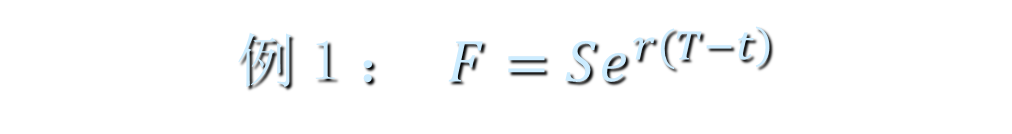 例 1： $F = Se^{r(T-t)}$